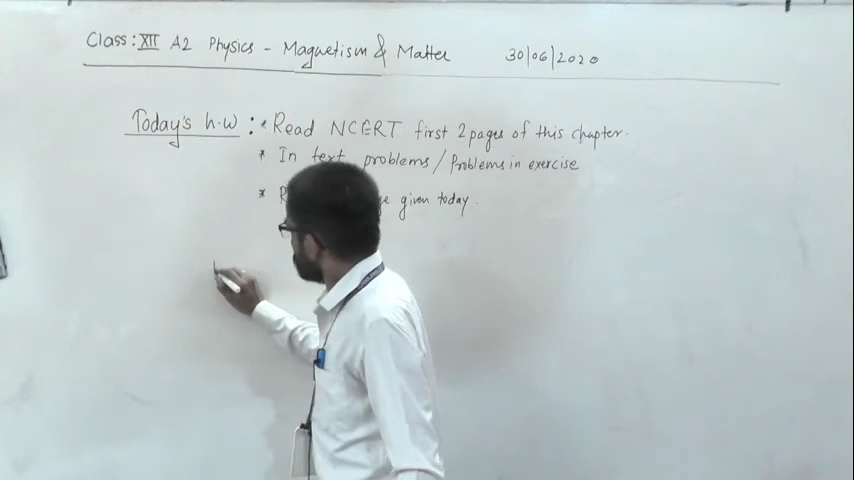 Class: XII A2 Physics - Magnetism & Matter 30/06/2020
Today's h.w : * Read NCERT first 2 pages of this chapter.
* In text problems / Problems in exercise
* given today.